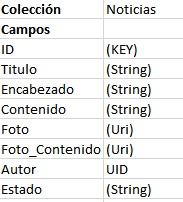 Colección Noticias
Campos
ID (KEY)
Titulo (String)
Encabezado (String)
Contenido (String)
Foto (Uri)
Foto_Contenido (Uri)
Autor UID
Estado (String)